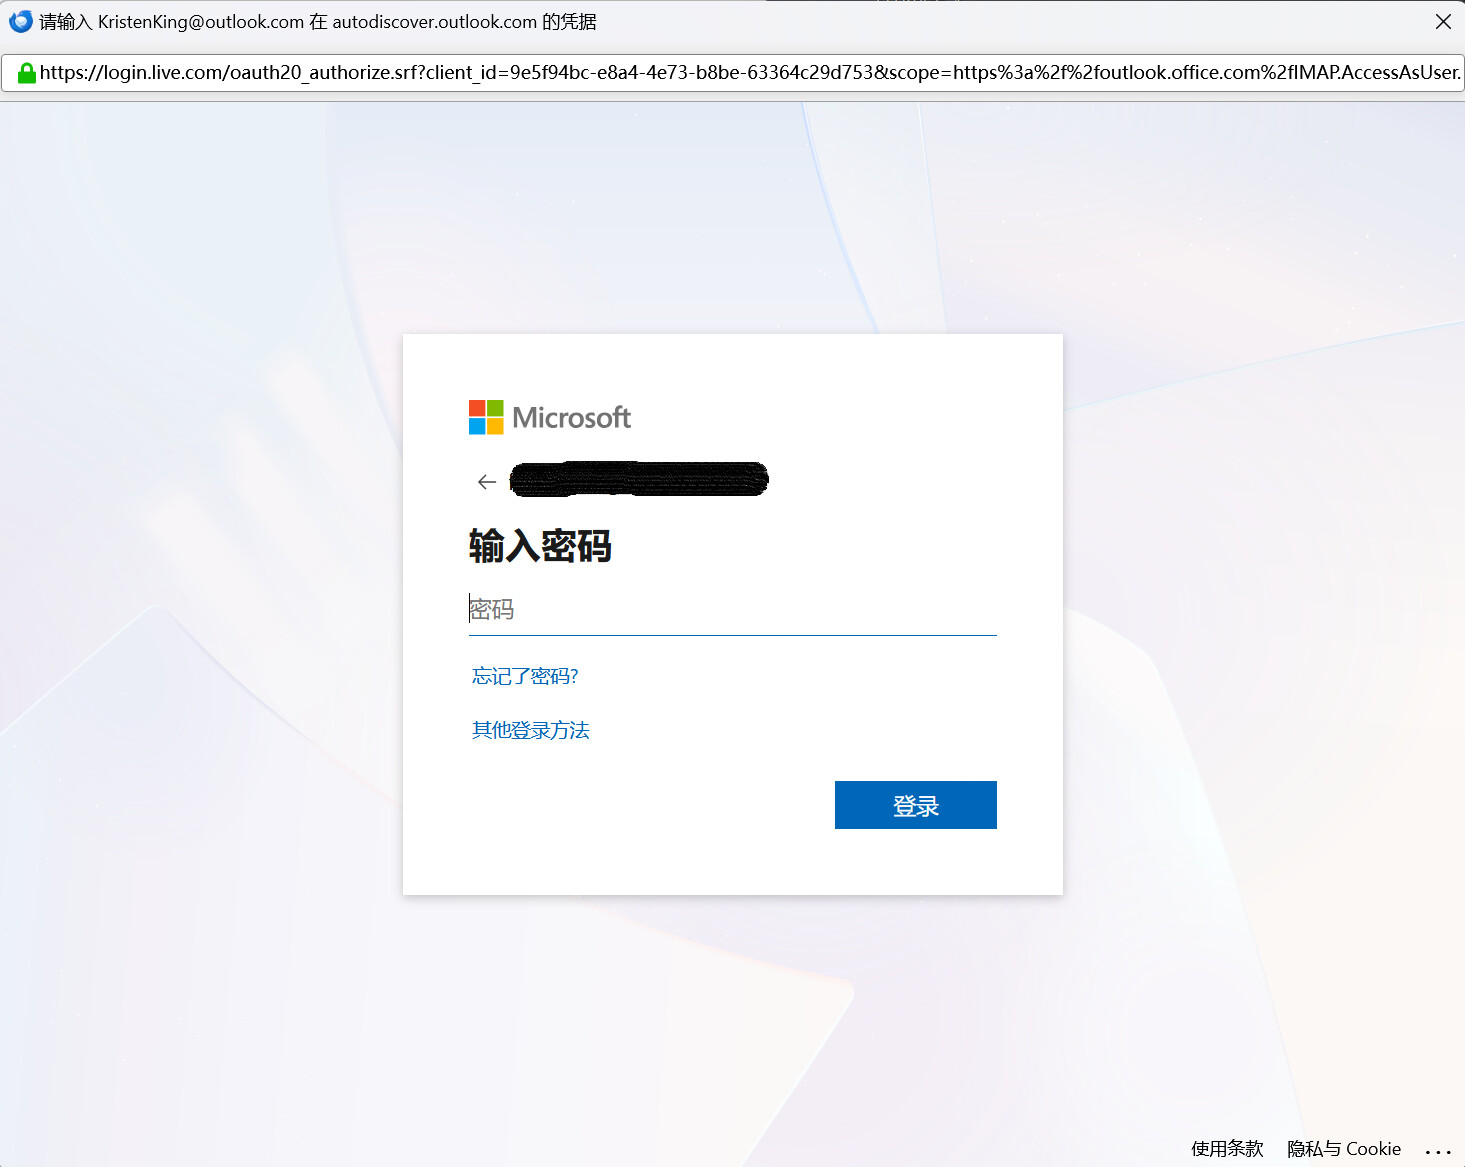 请输入 KristenKing@outlook.com 在 autodiscover.outlook.com 的凭据
https://login.live.com/oauth20_authorize.srf?client_id=9e5f94bc-e8a4-4e73-b8be-63364c29d753&scope=https%3a%2f%2foutlook.office.com%2fIMAP.AccessAsUser.
Microsoft
输入密码
密码
忘记了密码?
其他登录方法
登录
使用条款 隐私与 Cookie ...